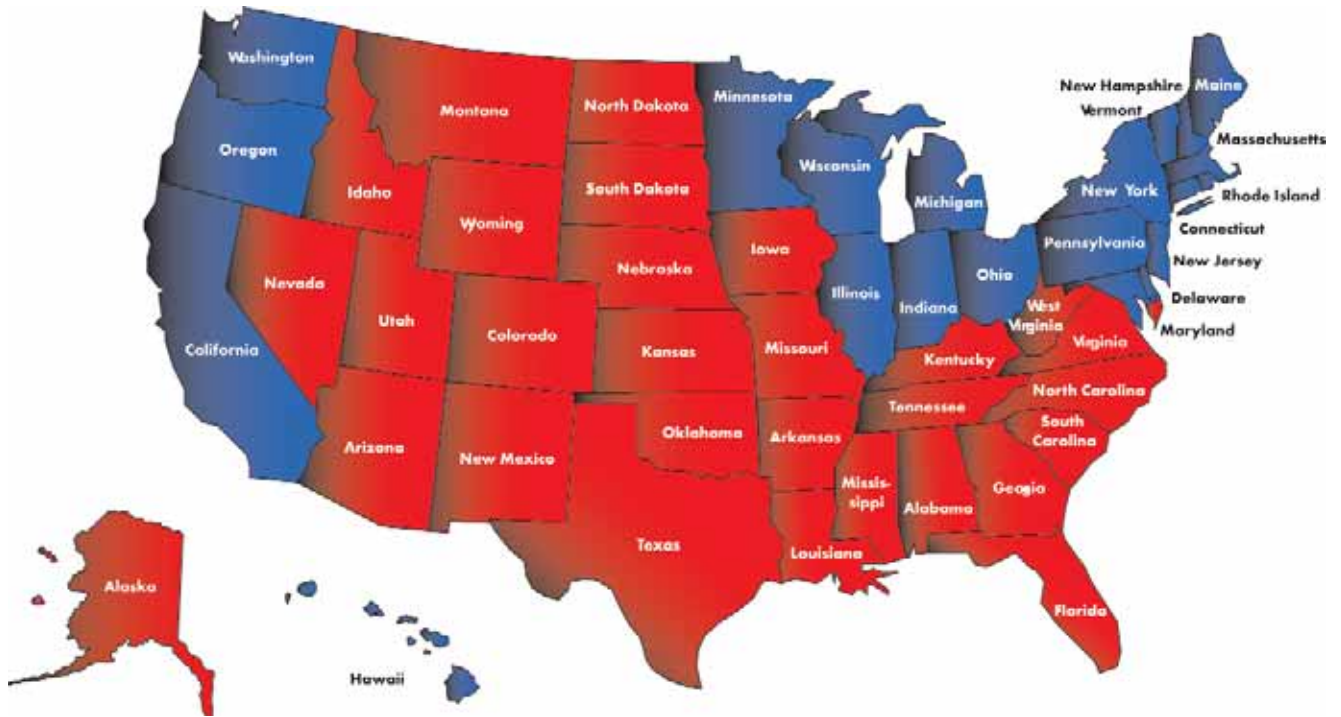 Washington
Montana
North Dakota
Minnesota
New Hampshire
Maine
Vermont
Oregon
Idaho
South Dakota
Wisconsin
Massachusetts
Wyoming
Michigan
New York
Rhode Island
Connecticut
Iowa
Pennsylvania
Nebraska
New Jersey
Nevada
Ohio
Illinois
Indiana
Delaware
Utah
West
Virginia
Maryland
Colorado
California
Kansas
Missouri
Virginia
Kentucky
North Carolina
Tennessee
South
Carolina
Oklahoma
Arkansas
Arizona
New Mexico
Missis-
sippi
Georgia
Alabama
Texas
Louisiana
Alaska
Florida
Hawaii